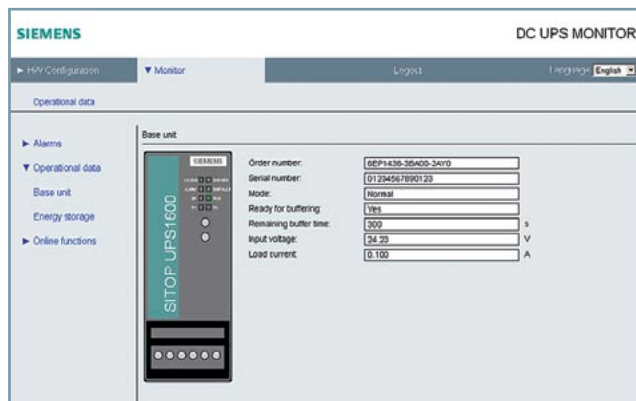 SIEMENS
DC UPS MONITOR
► H/W Configuration
▼ Monitor
Logout
Language
English
Operational data
► Alarms
▼ Operational data
Base unit
Energy storage
► Online functions
Base unit
SIEMENS
SITOP UPS1600
Order number: 6EP1436-3BA00-2AY0
Serial number: 01234567890123
Mode: Normal
Ready for buffering: Yes
Remaining buffer time: 300 s
Input voltage: 24.23 V
Load current: 0.100 A